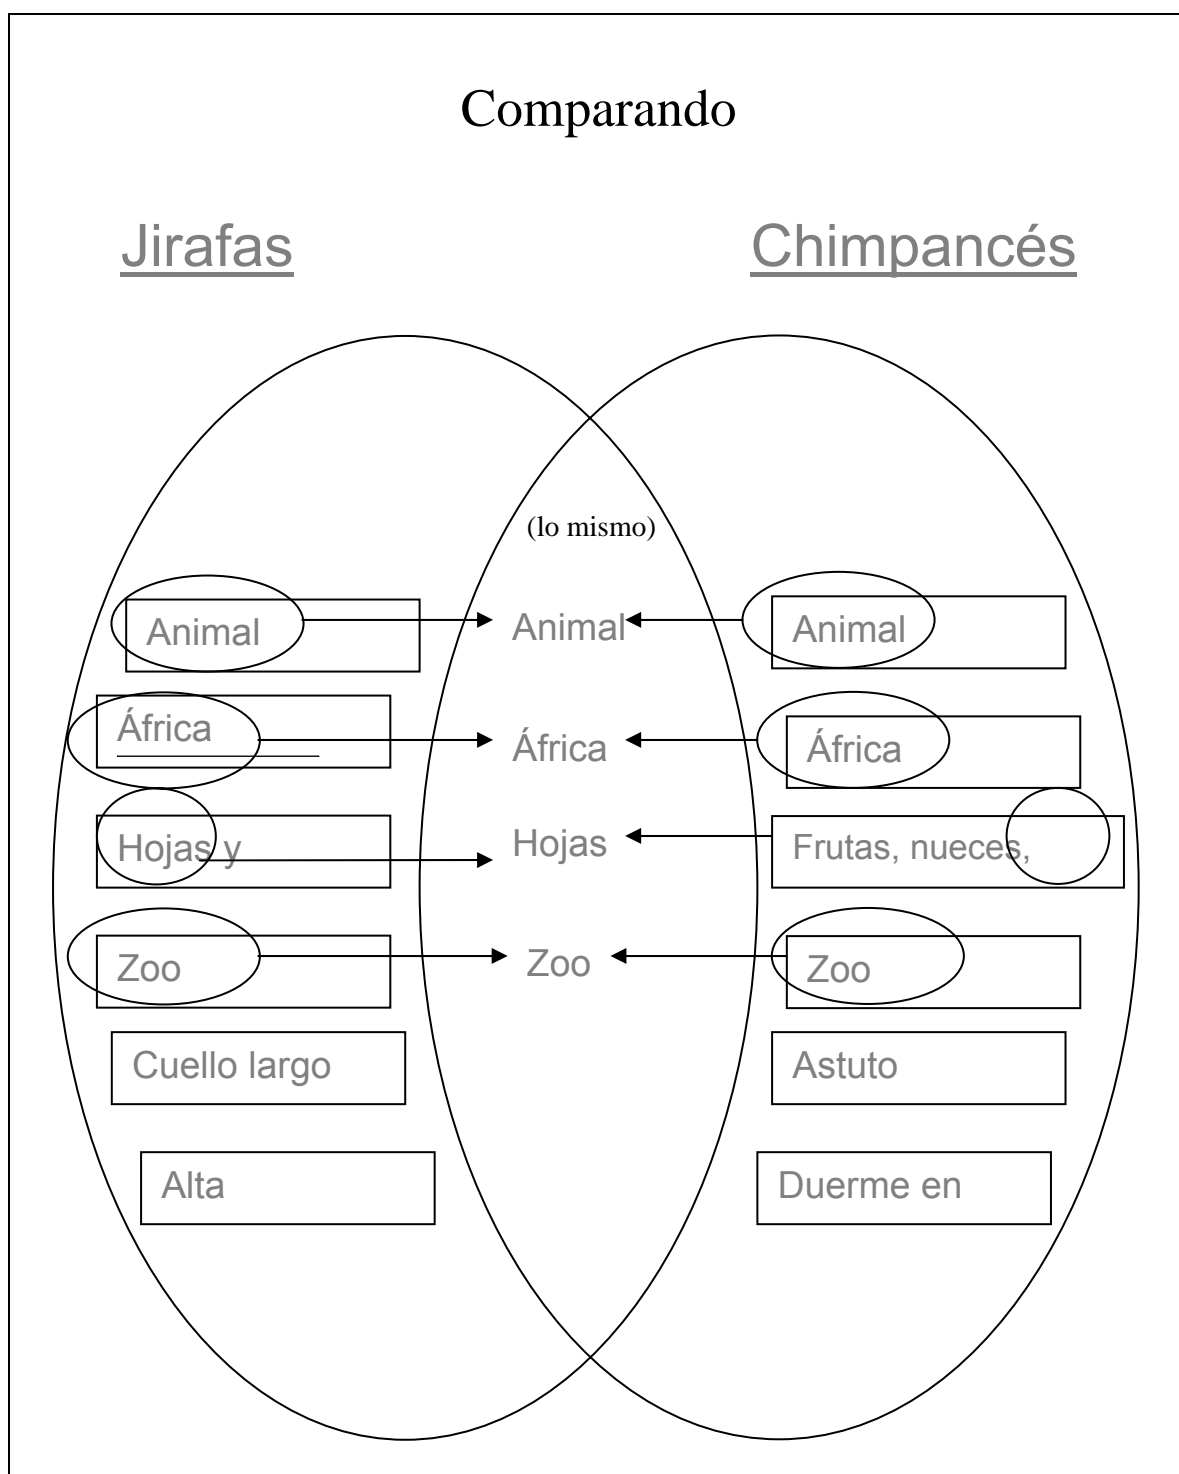 Comparando
Jirafas
Chimpancés
(lo mismo)
Animal
Animal
Animal
África
África
África
Hojas y
Hojas
Frutas, nueces,
Zoo
Zoo
Zoo
Cuello largo
Astuto
Alta
Duerme en